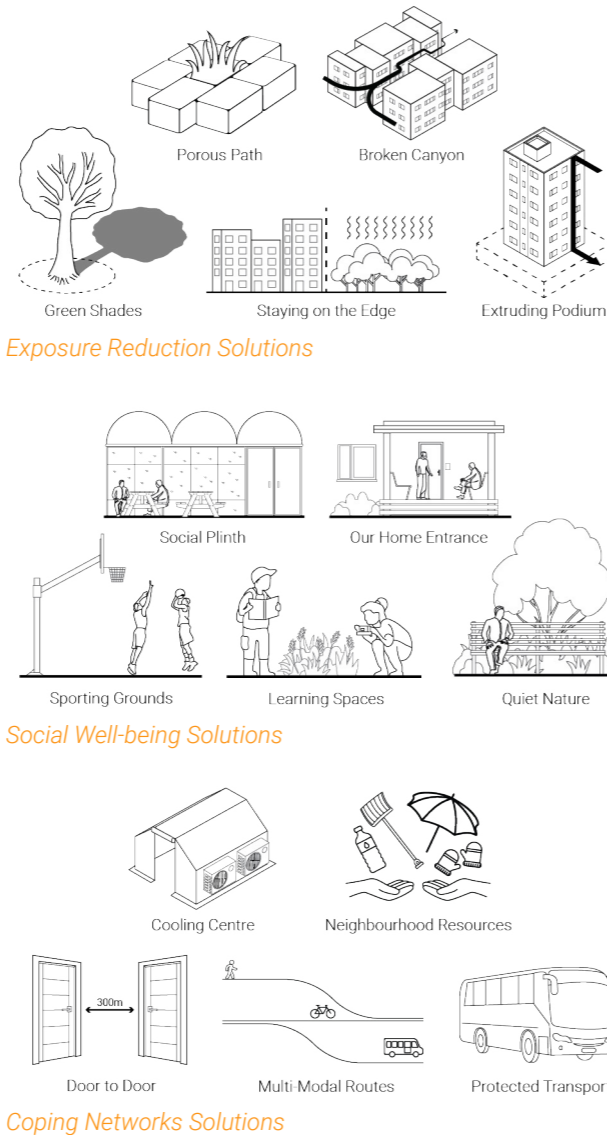 Porous Path
Broken Canyon
Green Shades
Staying on the Edge
Extruding Podium
Exposure Reduction Solutions
Social Plinth
Our Home Entrance
Sporting Grounds
Learning Spaces
Quiet Nature
Social Well-being Solutions
Cooling Centre
Neighbourhood Resources
300m
Door to Door
Multi-Modal Routes
Protected Transpor
Coping Networks Solutions